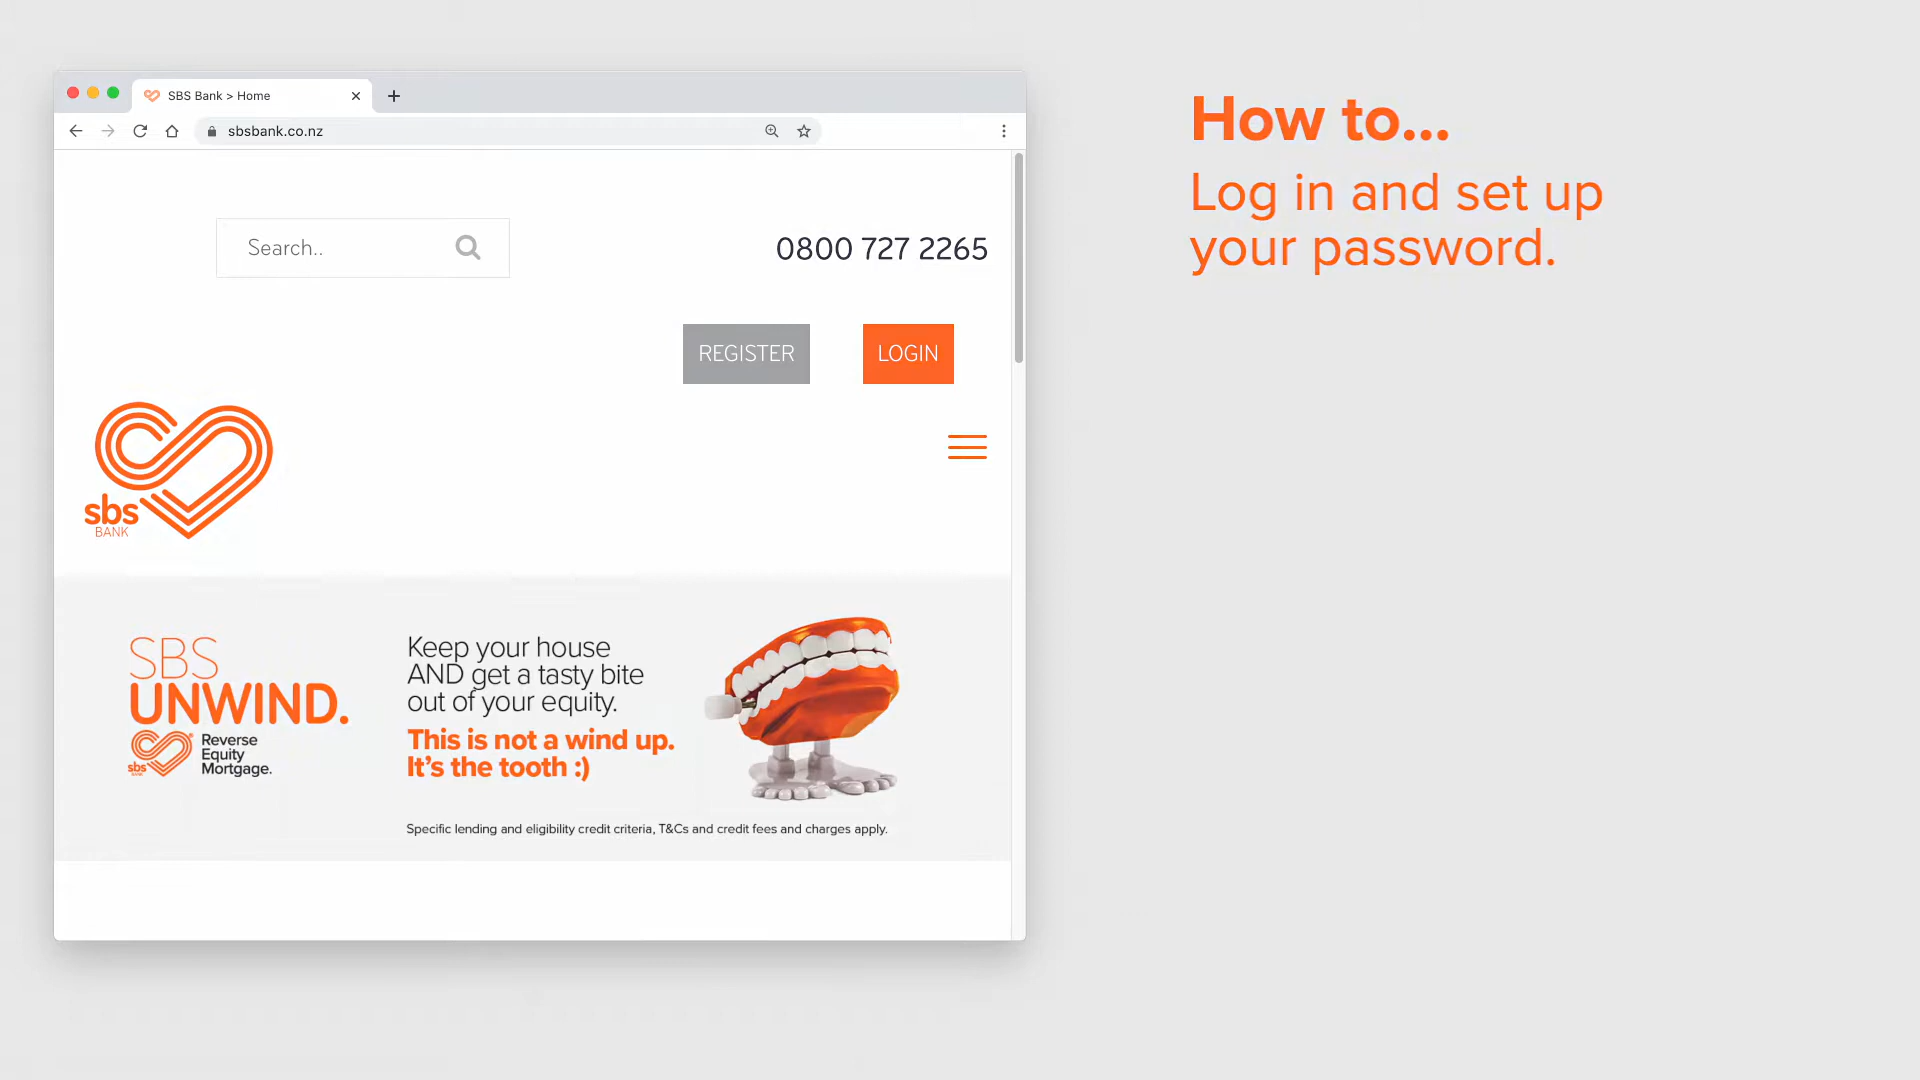 SBS Bank > Home
sbsbank.co.nz
Search..
0800 727 2265
REGISTER
LOGIN
sbs
BANK
SBS
UNWIND.
sbs
BANK
Reverse
Equity
Mortgage.
Keep your house
AND get a tasty bite
out of your equity.
This is not a wind up.
It's the tooth :)
Specific lending and eligibility credit criteria, T&Cs and credit fees and charges apply.
How to...
Log in and set up
your password.